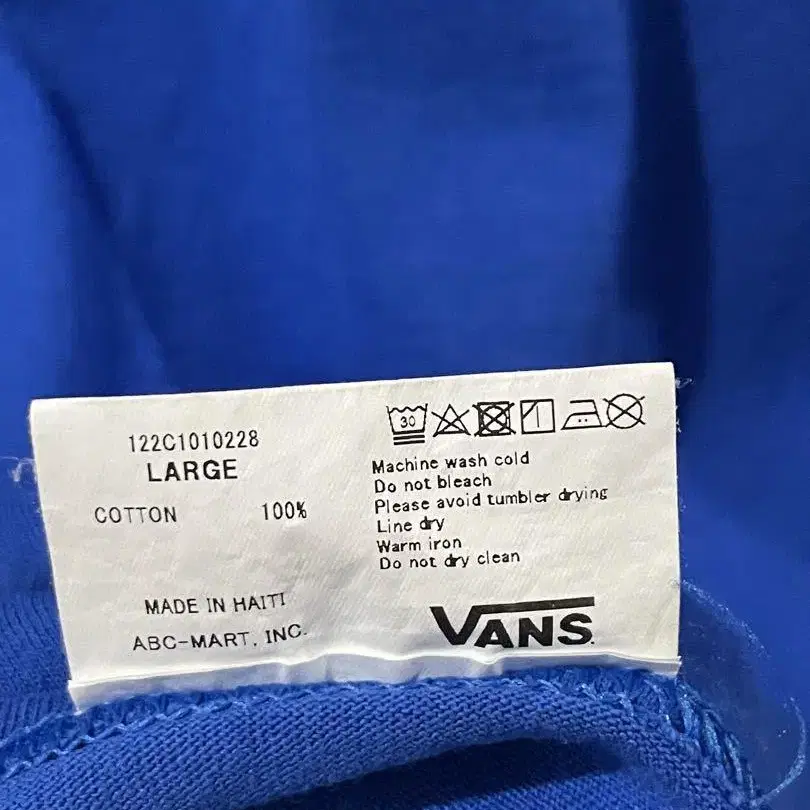 122C1010228
LARGE
COTTON 100%
MADE IN HAITI
ABC-MART, INC.
30
Machine wash cold
Do not bleach
Please avoid tumbler drying
Line dry
Warm iron
Do not dry clean
VANS